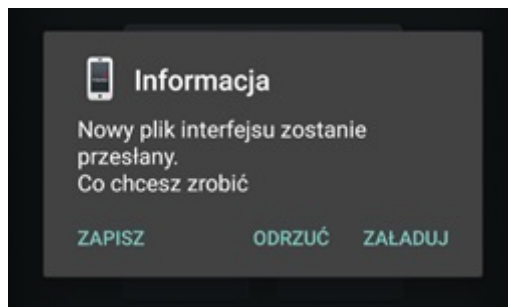 Informacja
Nowy plik interfejsu zostanie
przesłany.
Co chcesz zrobić
ZAPISZ ODRZUĆ ZAŁADUJ